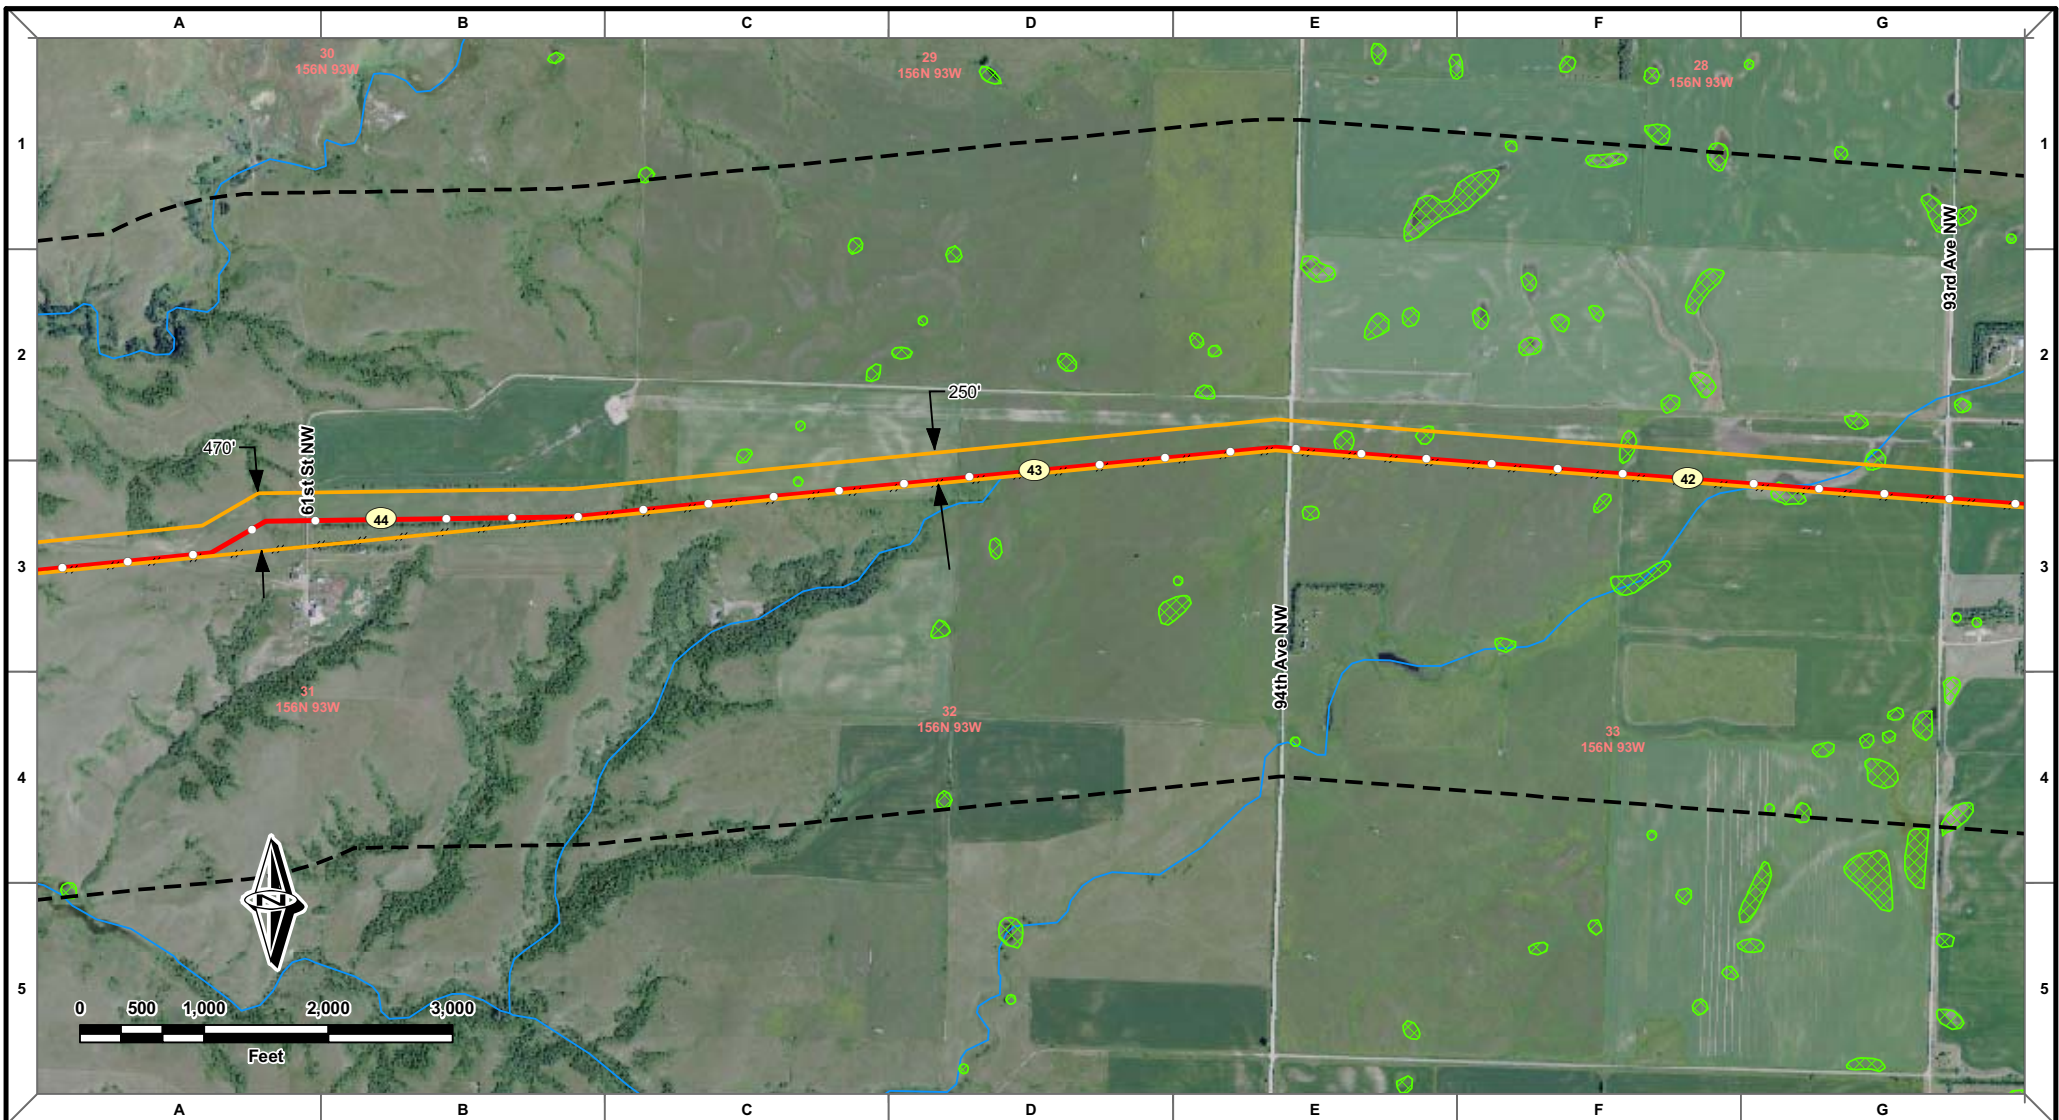 A B C D E F G
30
156N 93W
29
156N 93W
28
156N 93W
1 1
93rd Ave NW
2 2
250'
470'
61st St NW
43
42
44
3 3
94th Ave NW
31
156N 93W
32
156N 93W
33
156N 93W
4 4
N
5 5
0 500 1,000 2,000 3,000
Feet
A B C D E F G